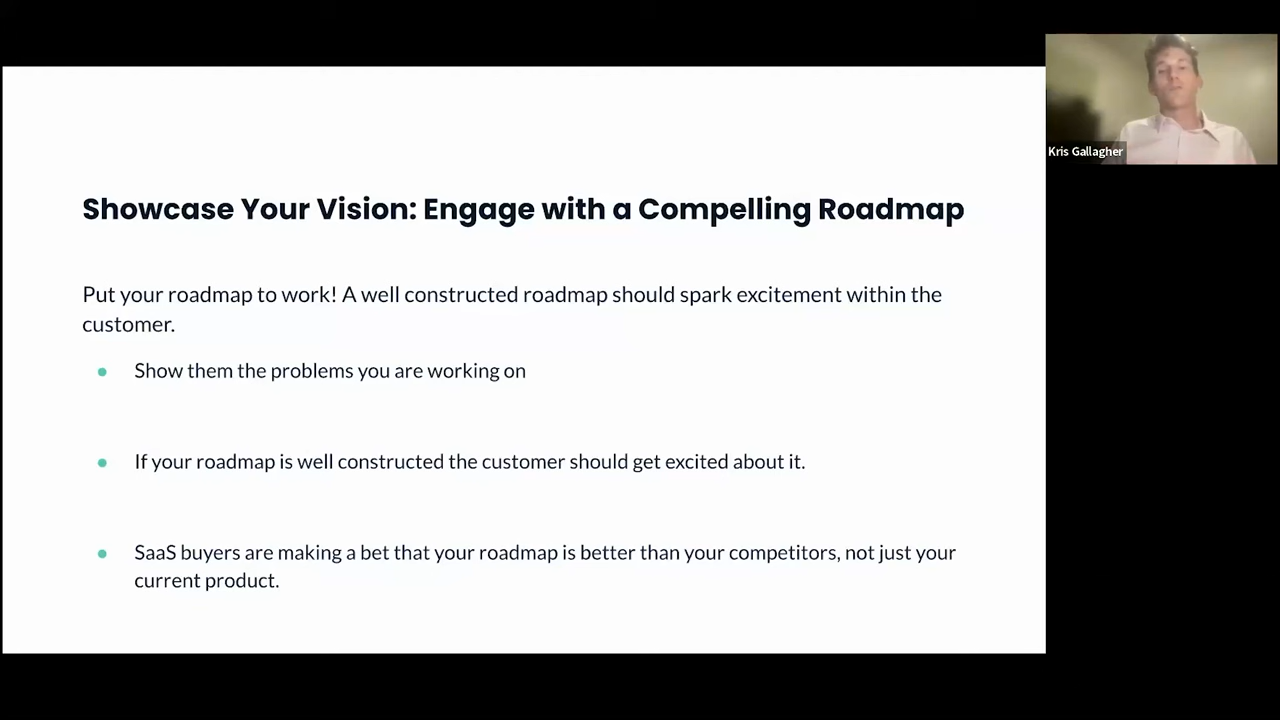 Showcase Your Vision: Engage with a Compelling Roadmap
Put your roadmap to work! A well constructed roadmap should spark excitement within the
customer.
Show them the problems you are working on
If your roadmap is well constructed the customer should get excited about it.
SaaS buyers are making a bet that your roadmap is better than your competitors, not just your
current product.
Kris Gallagher